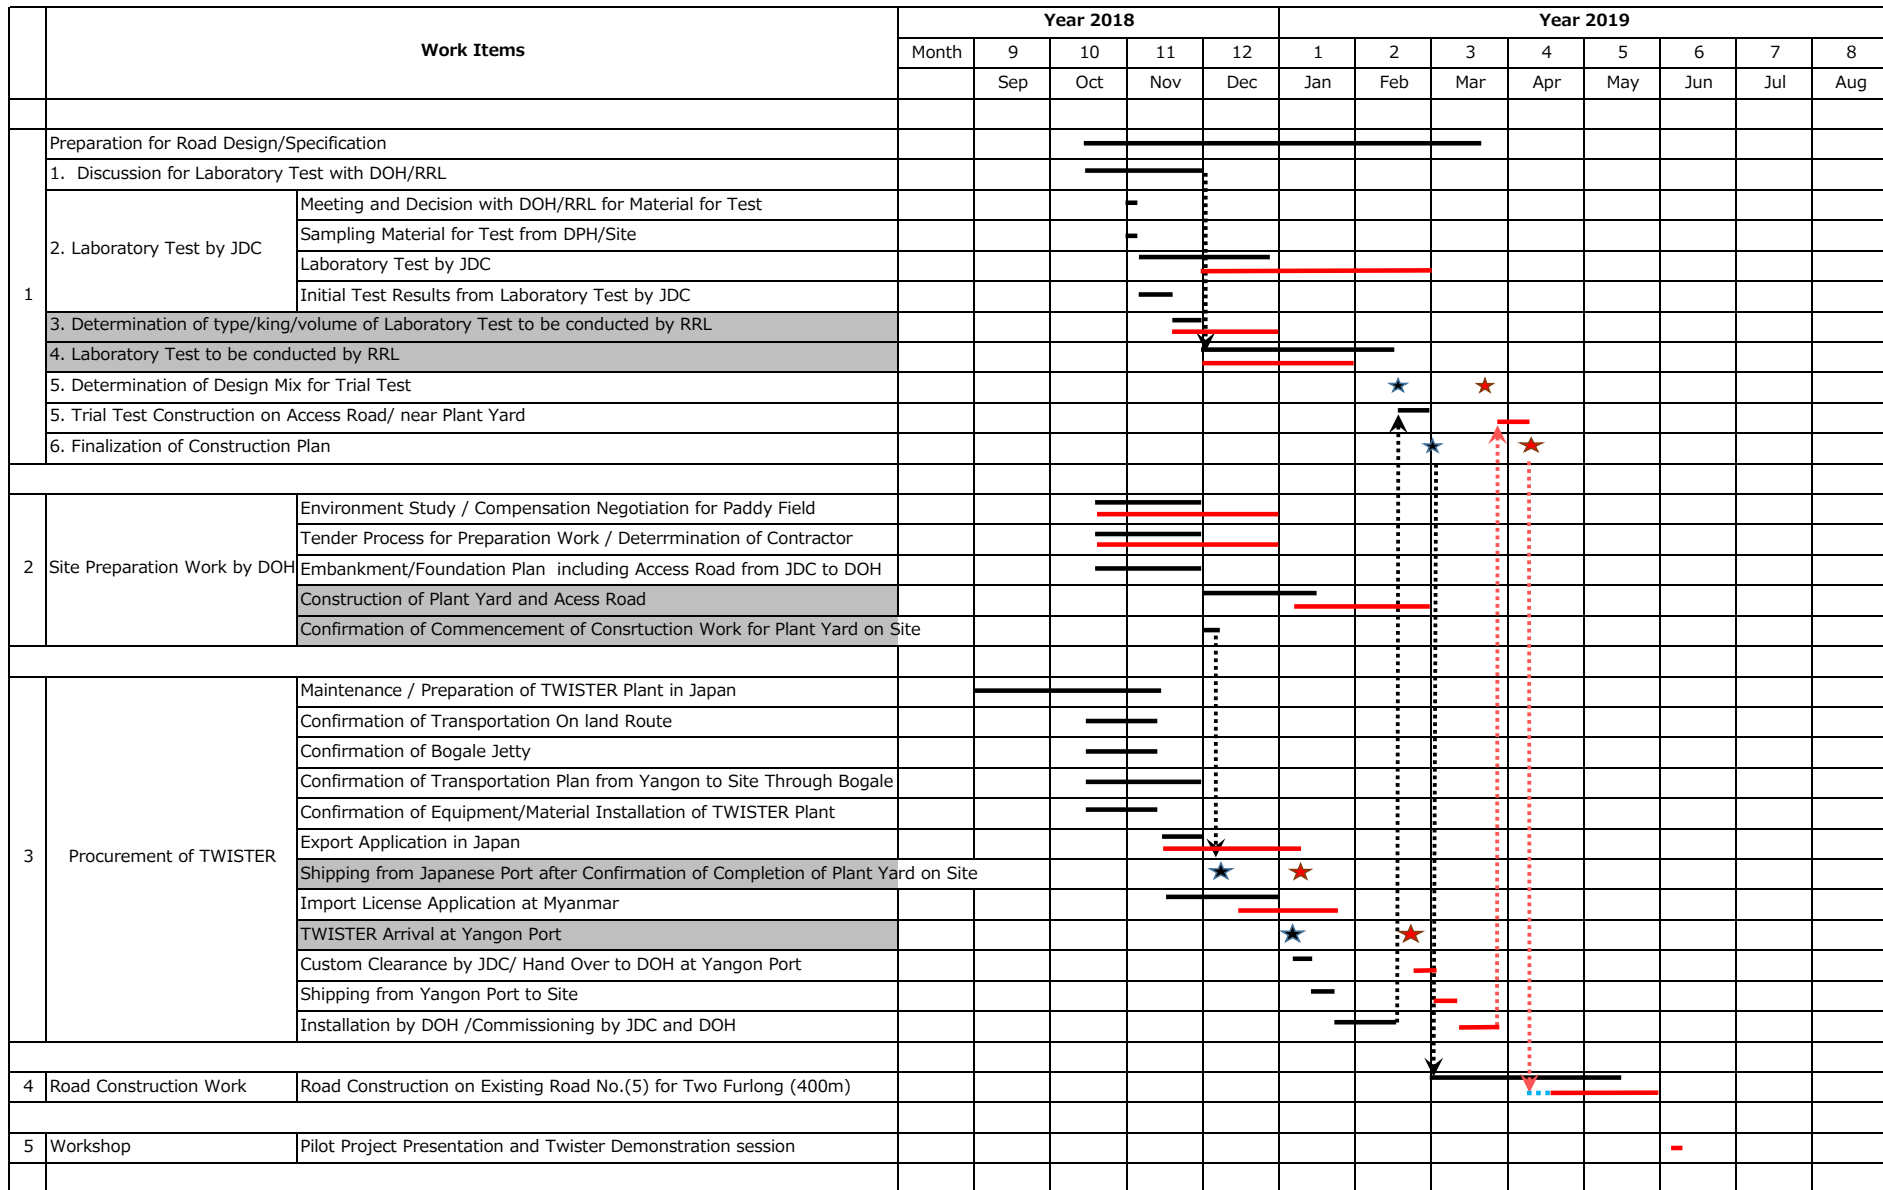 Year 2018 Year 2019
Work Items
Month 9 10 11 12 1 2 3 4 5 6 7 8
Sep Oct Nov Dec Jan Feb Mar Apr May Jun Jul Aug
Preparation for Road Design/Specification
1. Discussion for Laboratory Test with DOH/RRL
Meeting and Decision with DOH/RRL for Material for Test
Sampling Material for Test from DPH/Site
2. Laboratory Test by JDC
Laboratory Test by JDC
1
Initial Test Results from Laboratory Test by JDC
3. Determination of type/king/volume of Laboratory Test to be conducted by RRL
4. Laboratory Test to be conducted by RRL
5. Determination of Design Mix for Trial Test
5. Trial Test Construction on Access Road/ near Plant Yard
6. Finalization of Construction Plan
Environment Study / Compensation Negotiation for Paddy Field
Tender Process for Preparation Work / Deterrmination of Contractor
2 Site Preparation Work by DOH Embankment/Foundation Plan including Access Road from JDC to DOH
Construction of Plant Yard and Acess Road
Confirmation of Commencement of Consrtuction Work for Plant Yard on Site
Maintenance / Preparation of TWISTER Plant in Japan
Confirmation of Transportation On land Route
Confirmation of Bogale Jetty
Confirmation of Transportation Plan from Yangon to Site Through Bogale
Confirmation of Equipment/Material Installation of TWISTER Plant
Export Application in Japan
3 Procurement of TWISTER
Shipping from Japanese Port after Confirmation of Completion of Plant Yard on Site
Import License Application at Myanmar
TWISTER Arrival at Yangon Port
Custom Clearance by JDC/ Hand Over to DOH at Yangon Port
Shipping from Yangon Port to Site
Installation by DOH /Commissioning by JDC and DOH
4 Road Construction Work Road Construction on Existing Road No.(5) for Two Furlong (400m)
5 Workshop Pilot Project Presentation and Twister Demonstration session